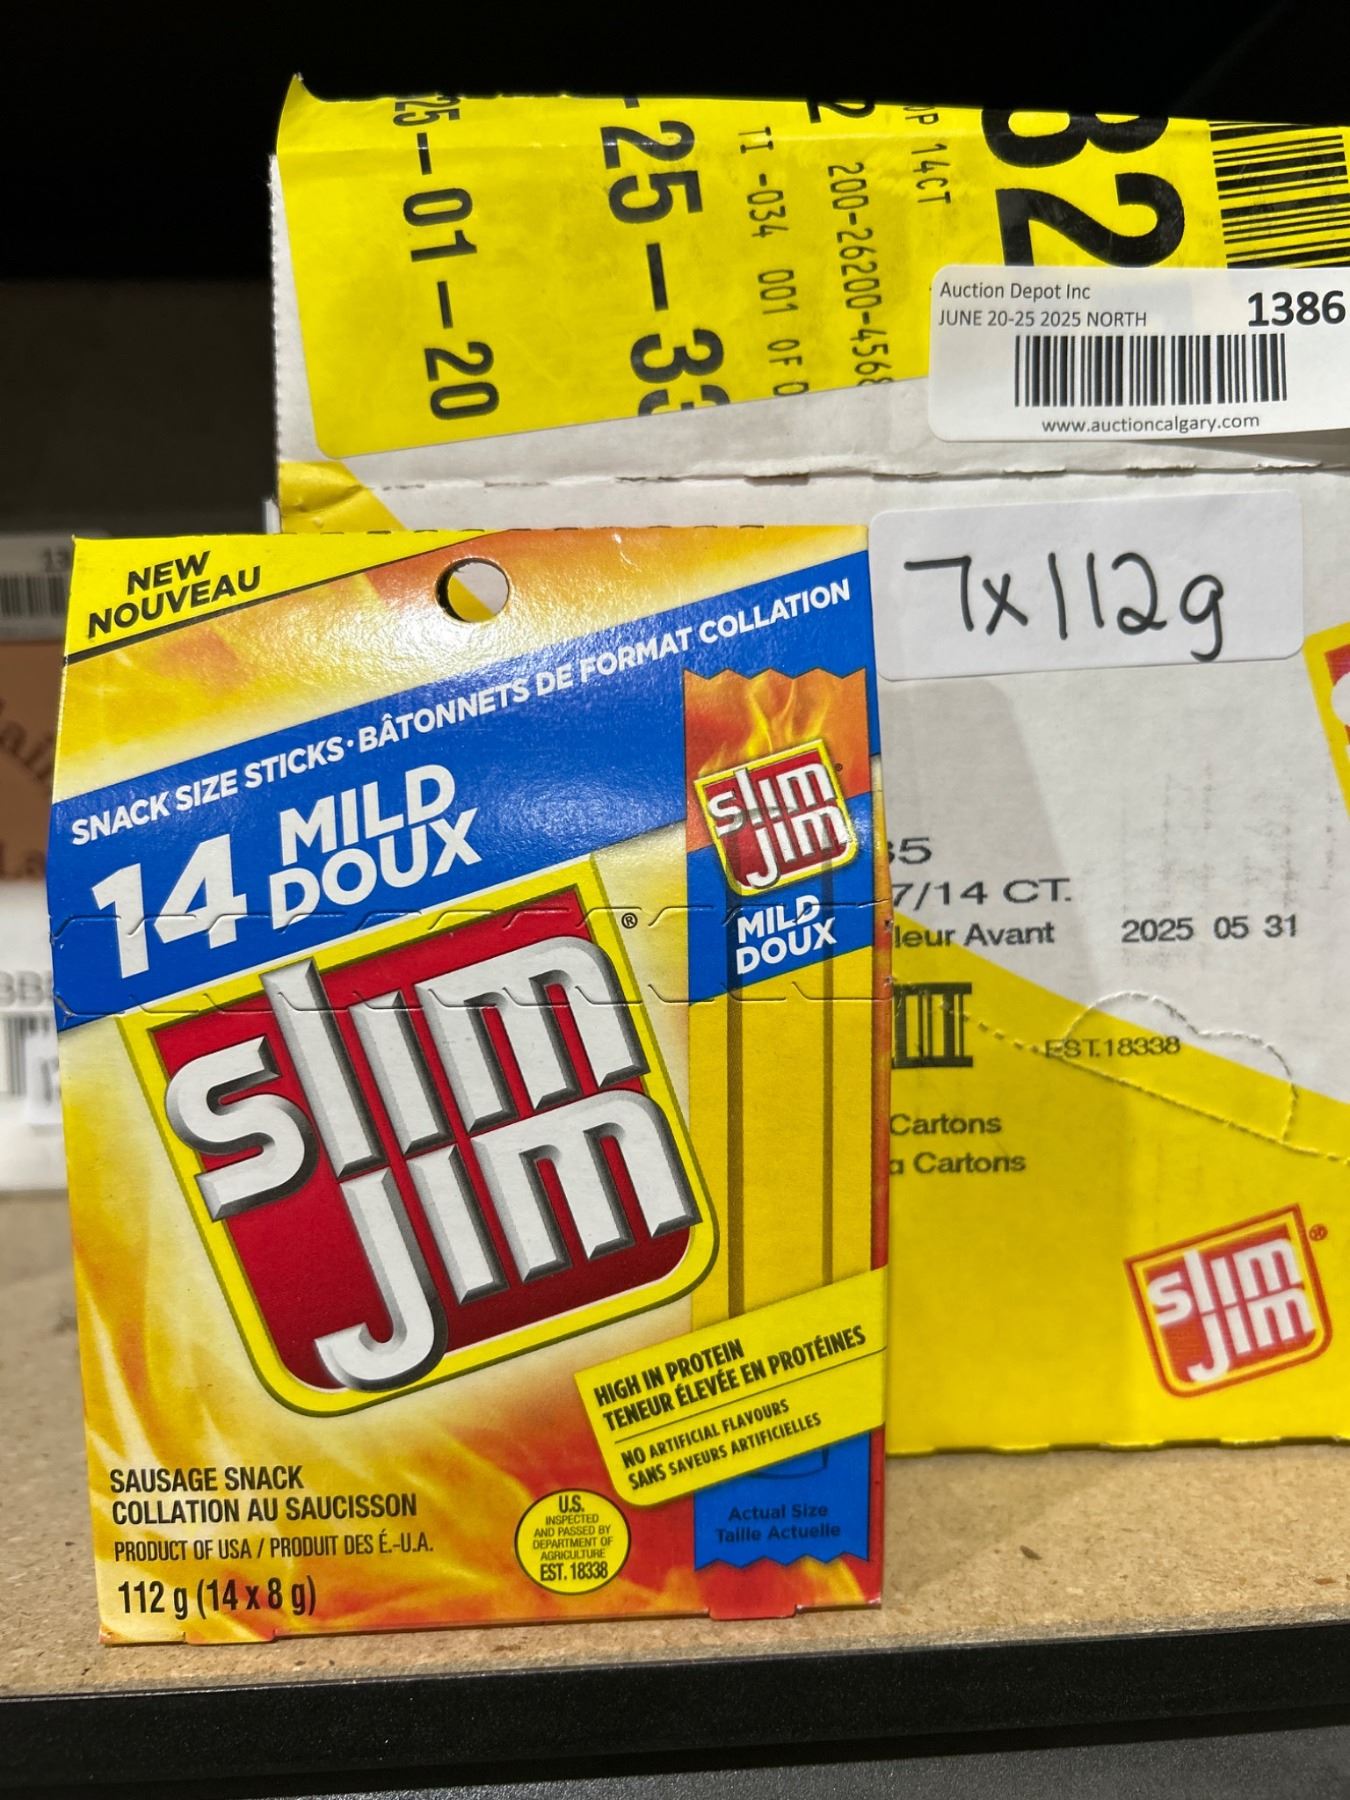 25-01-20
25-33
TI -034 001 OF 0
200-26200-4568
OP 14CT
B2
Auction Depot Inc
JUNE 20-25 2025 NORTH
1386
www.auctioncalgary.com
7x112g
NEW
NOUVEAU
SNACK SIZE STICKS · BÂTONNETS DE FORMAT COLLATION
14 MILD
DOUX
slim
jim
®
slim
jim
MILD
DOUX
HIGH IN PROTEIN
TENEUR ÉLEVÉE EN PROTÉINES
NO ARTIFICIAL FLAVOURS
SANS SAVEURS ARTIFICIELLES
Actual Size
Taille Actuelle
SAUSAGE SNACK
COLLATION AU SAUCISSON
PRODUCT OF USA / PRODUIT DES É.-U.A.
112 g (14 x 8 g)
U.S.
INSPECTED
AND PASSED BY
DEPARTMENT OF
AGRICULTURE
EST. 18338
7/14 CT.
leur Avant 2025 05 31
EST.18338
Cartons
Cartons
slim
jim
®